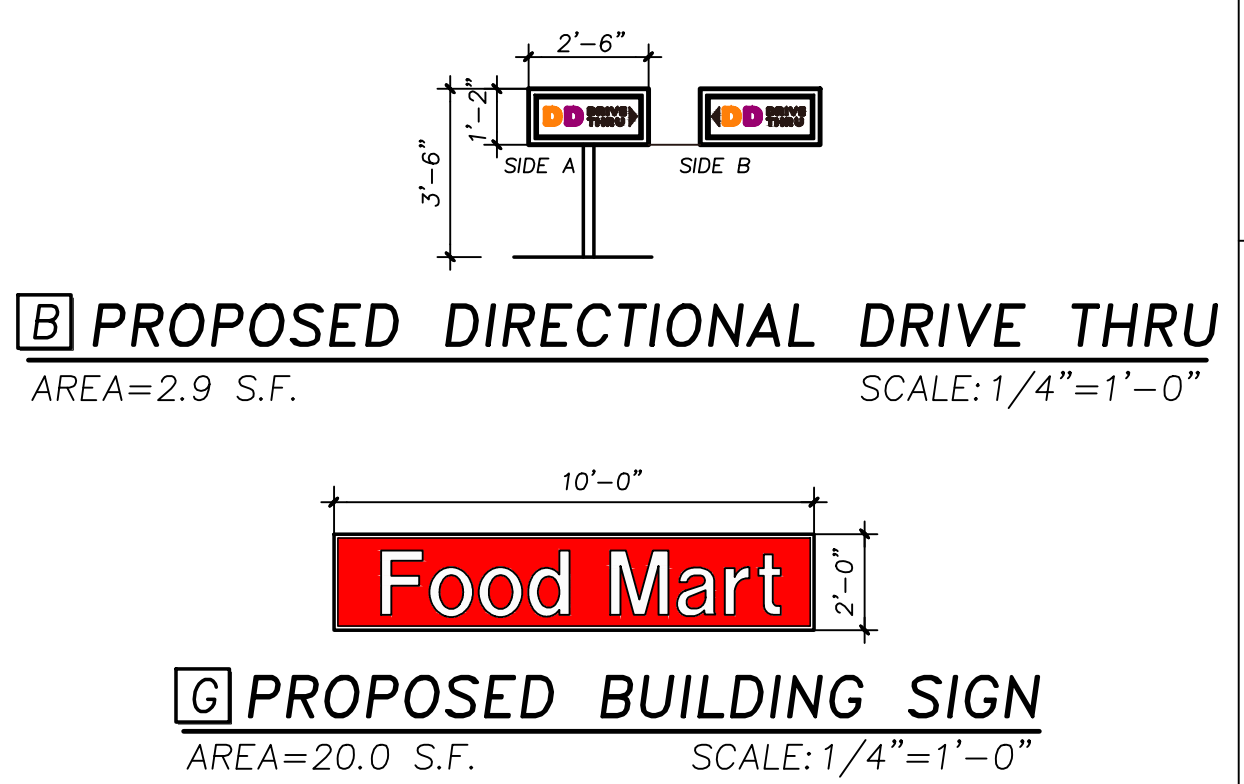 2'-6"
1'-2"
3'-6"
DD DRIVE THRU
DD DRIVE THRU
SIDE A
SIDE B
B PROPOSED DIRECTIONAL DRIVE THRU
AREA=2.9 S.F.
SCALE: 1/4"=1'-0"
10'-0"
Food Mart
2'-0"
G PROPOSED BUILDING SIGN
AREA=20.0 S.F.
SCALE: 1/4"=1'-0"